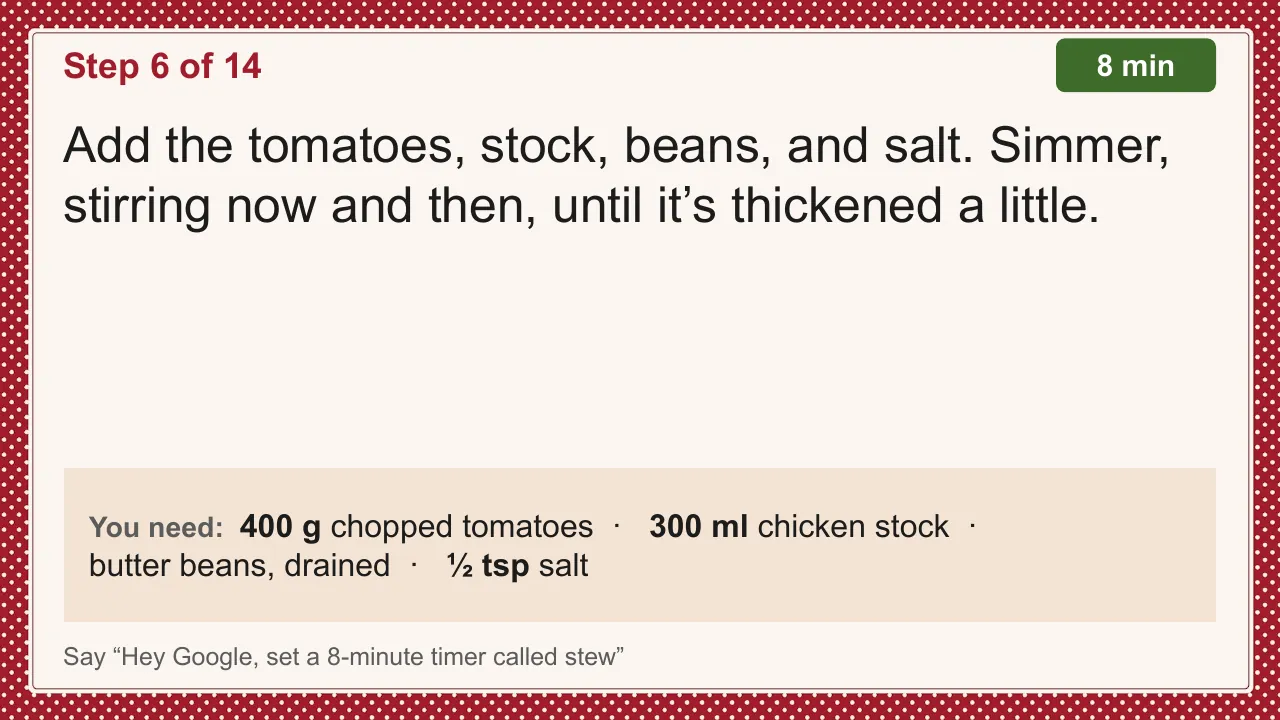 Step 6 of 14
8 min
Add the tomatoes, stock, beans, and salt. Simmer,
stirring now and then, until it’s thickened a little.
You need: 400 g chopped tomatoes · 300 ml chicken stock ·
butter beans, drained · ½ tsp salt
Say “Hey Google, set a 8-minute timer called stew”